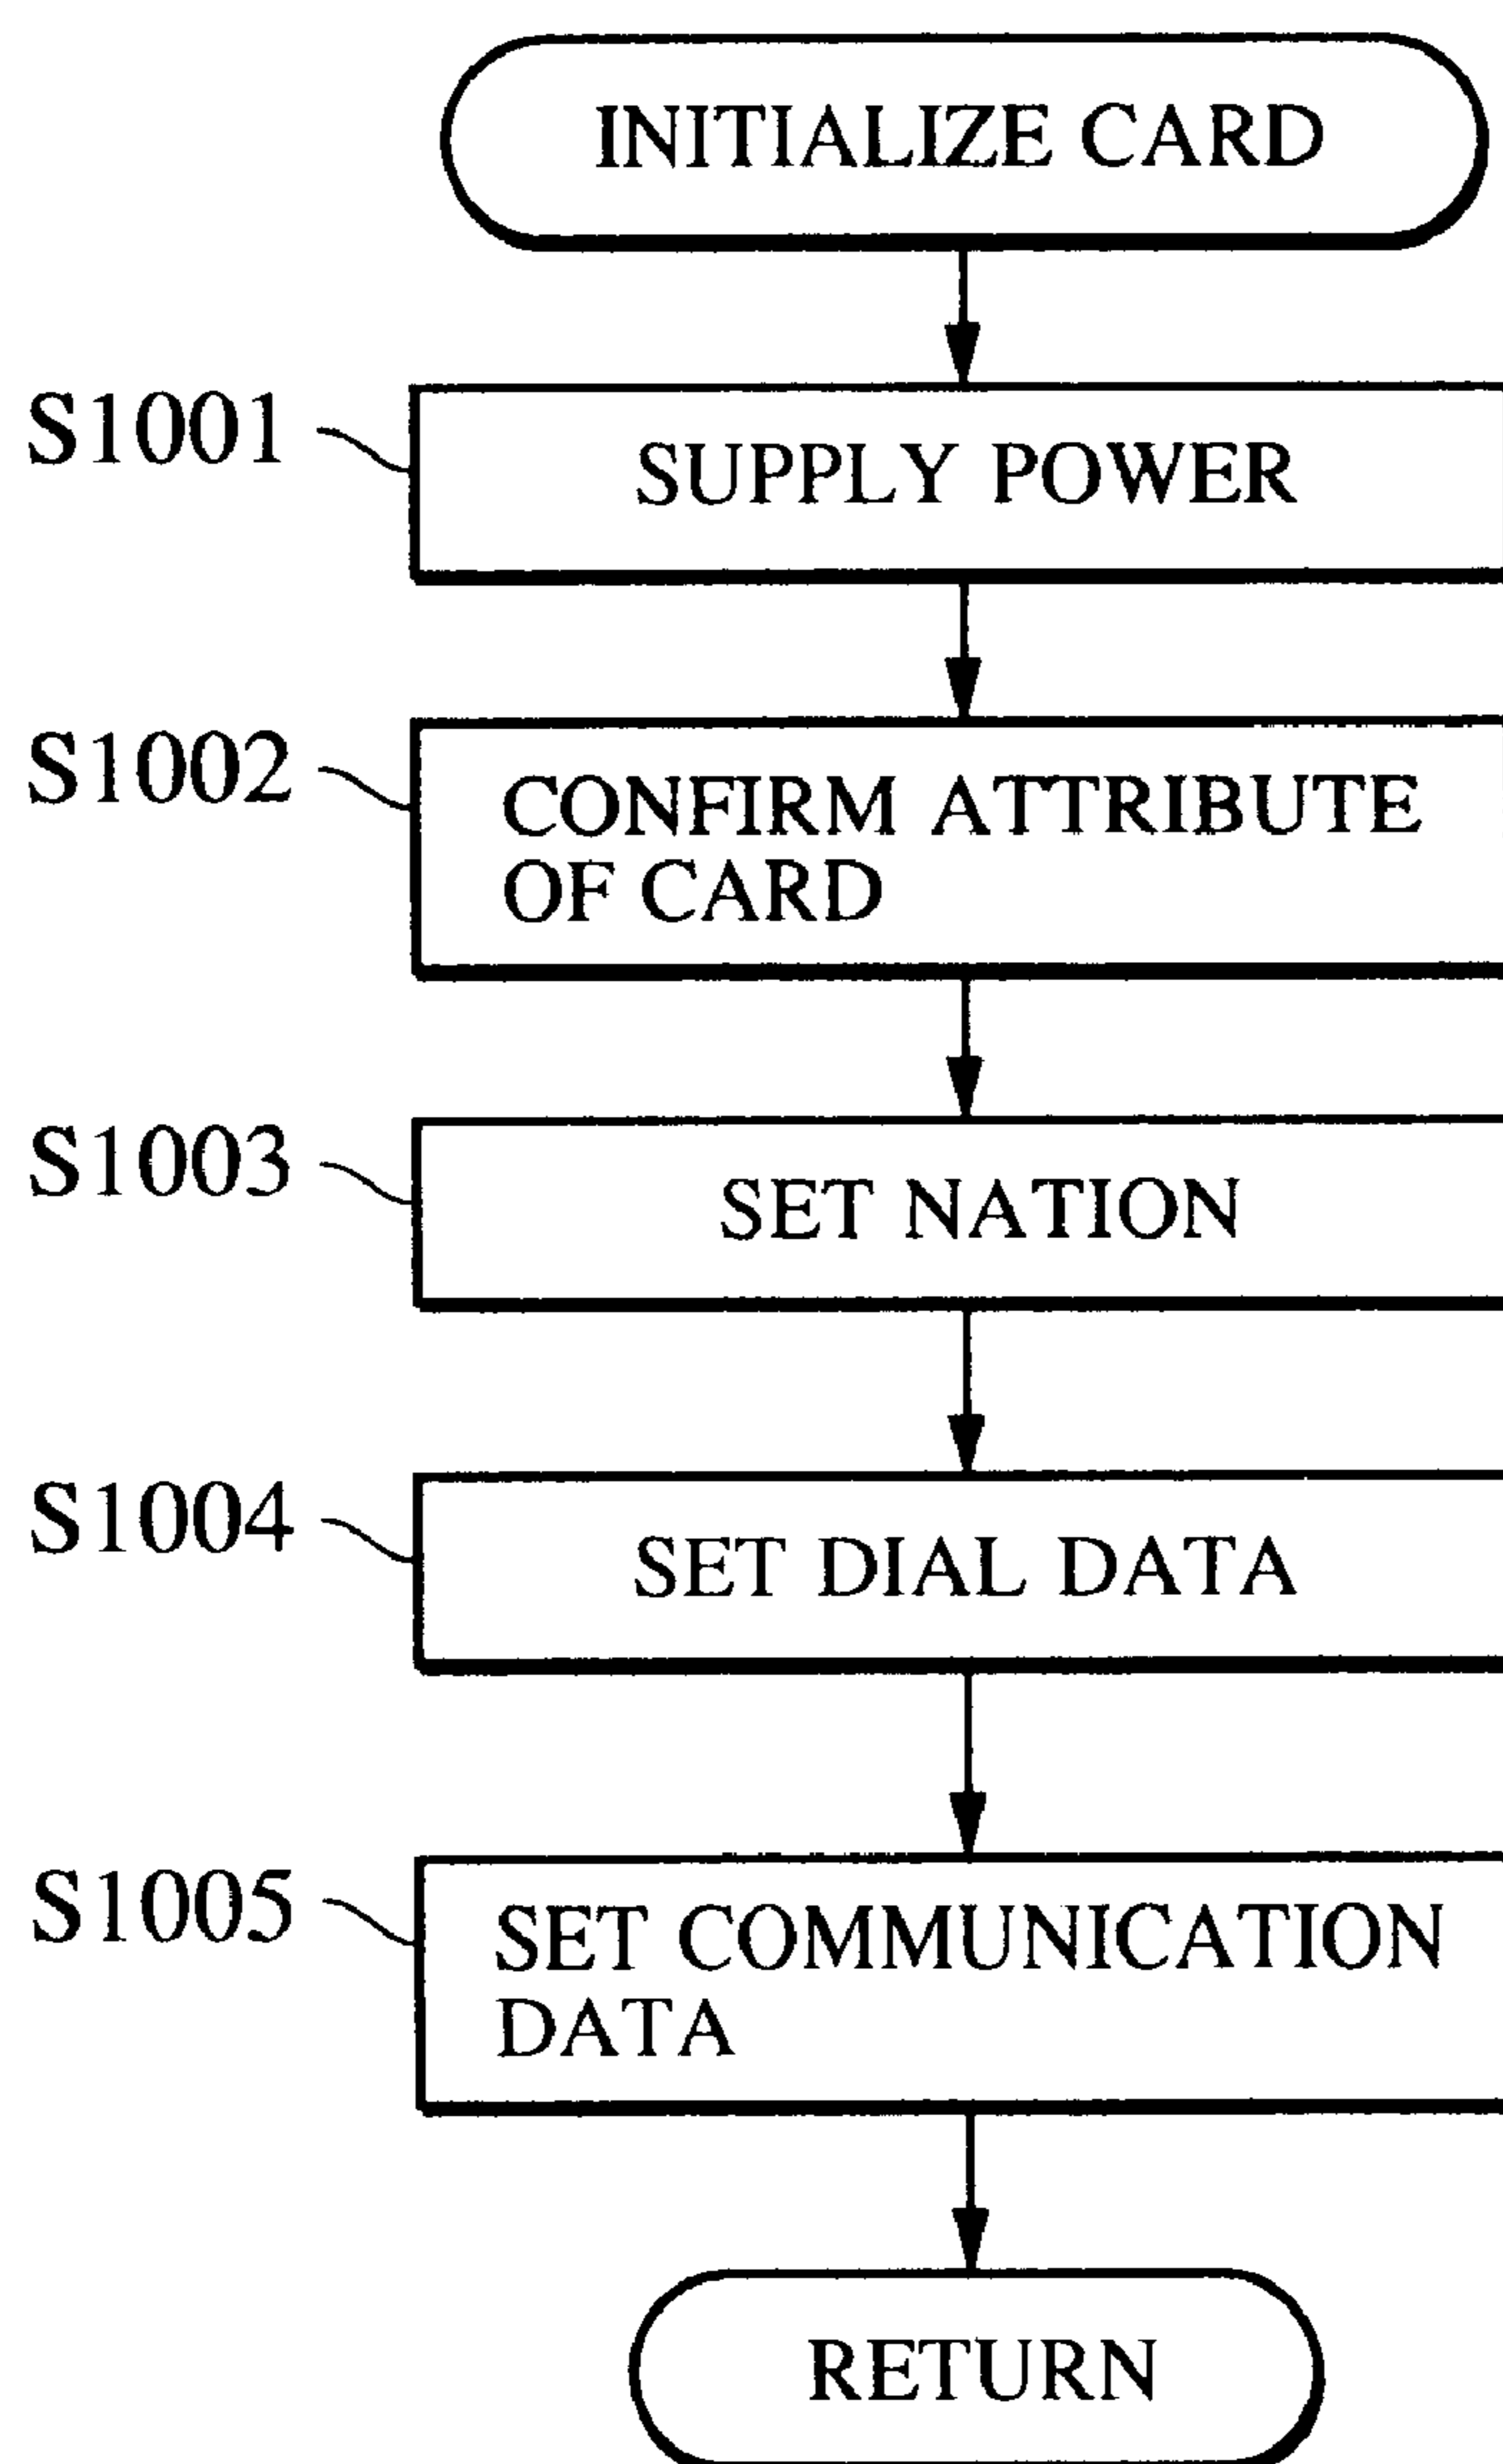 INITIALIZE CARD
S1001
SUPPLY POWER
S1002
CONFIRM ATTRIBUTE
OF CARD
S1003
SET NATION
S1004
SET DIAL DATA
S1005
SET COMMUNICATION
DATA
RETURN